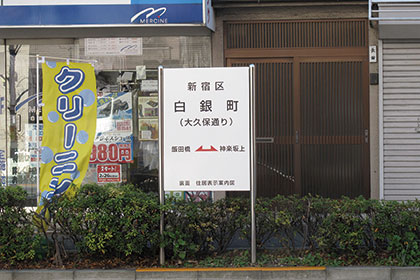 MERCINE
クリーニン
980円
新宿区
白銀町
(大久保通り)
飯田橋 神楽坂上
裏面 住居表示案内図